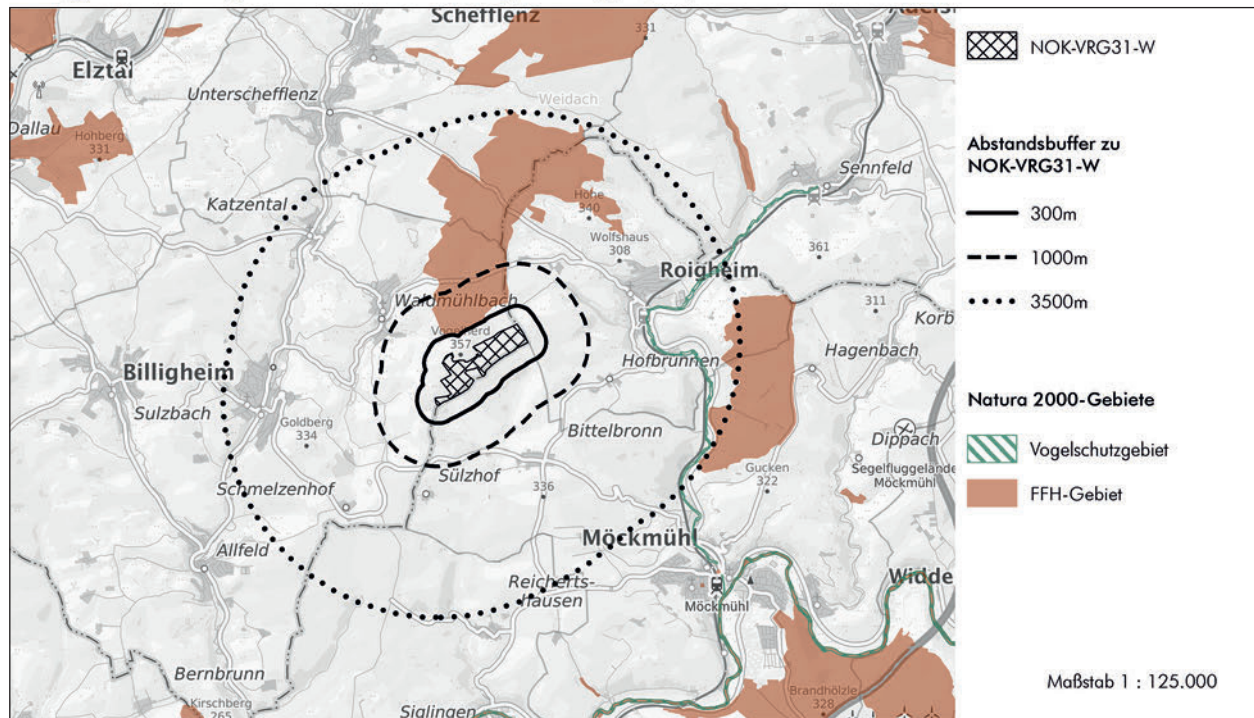 Schefflenz
331
Adels
Elztal
Unterschefflenz
Weidach
Dallau
Hohberg
331
Sennfeld
Katzental
Höhe
340
Wolfshaus
308
361
Roigheim
Waldmühlbach
311
Korb
Vogelherd
357
Hofbrunnen
Hagenbach
Billigheim
Sulzbach
Goldberg
334
Bittelbronn
Dippach
Segelfluggelände
Möckmühl
Gucken
322
Sülzhof
336
Schmelzenhof
Möckmühl
Allfeld
Reicherts-
hausen
Widde
Möckmühl
Bernbrunn
Kirschberg
265
Siglingen
Brandhölzle
328
NOK-VRG31-W
Abstandsbuffer zu
NOK-VRG31-W
300m
1000m
3500m
Natura 2000-Gebiete
Vogelschutzgebiet
FFH-Gebiet
Maßstab 1 : 125.000